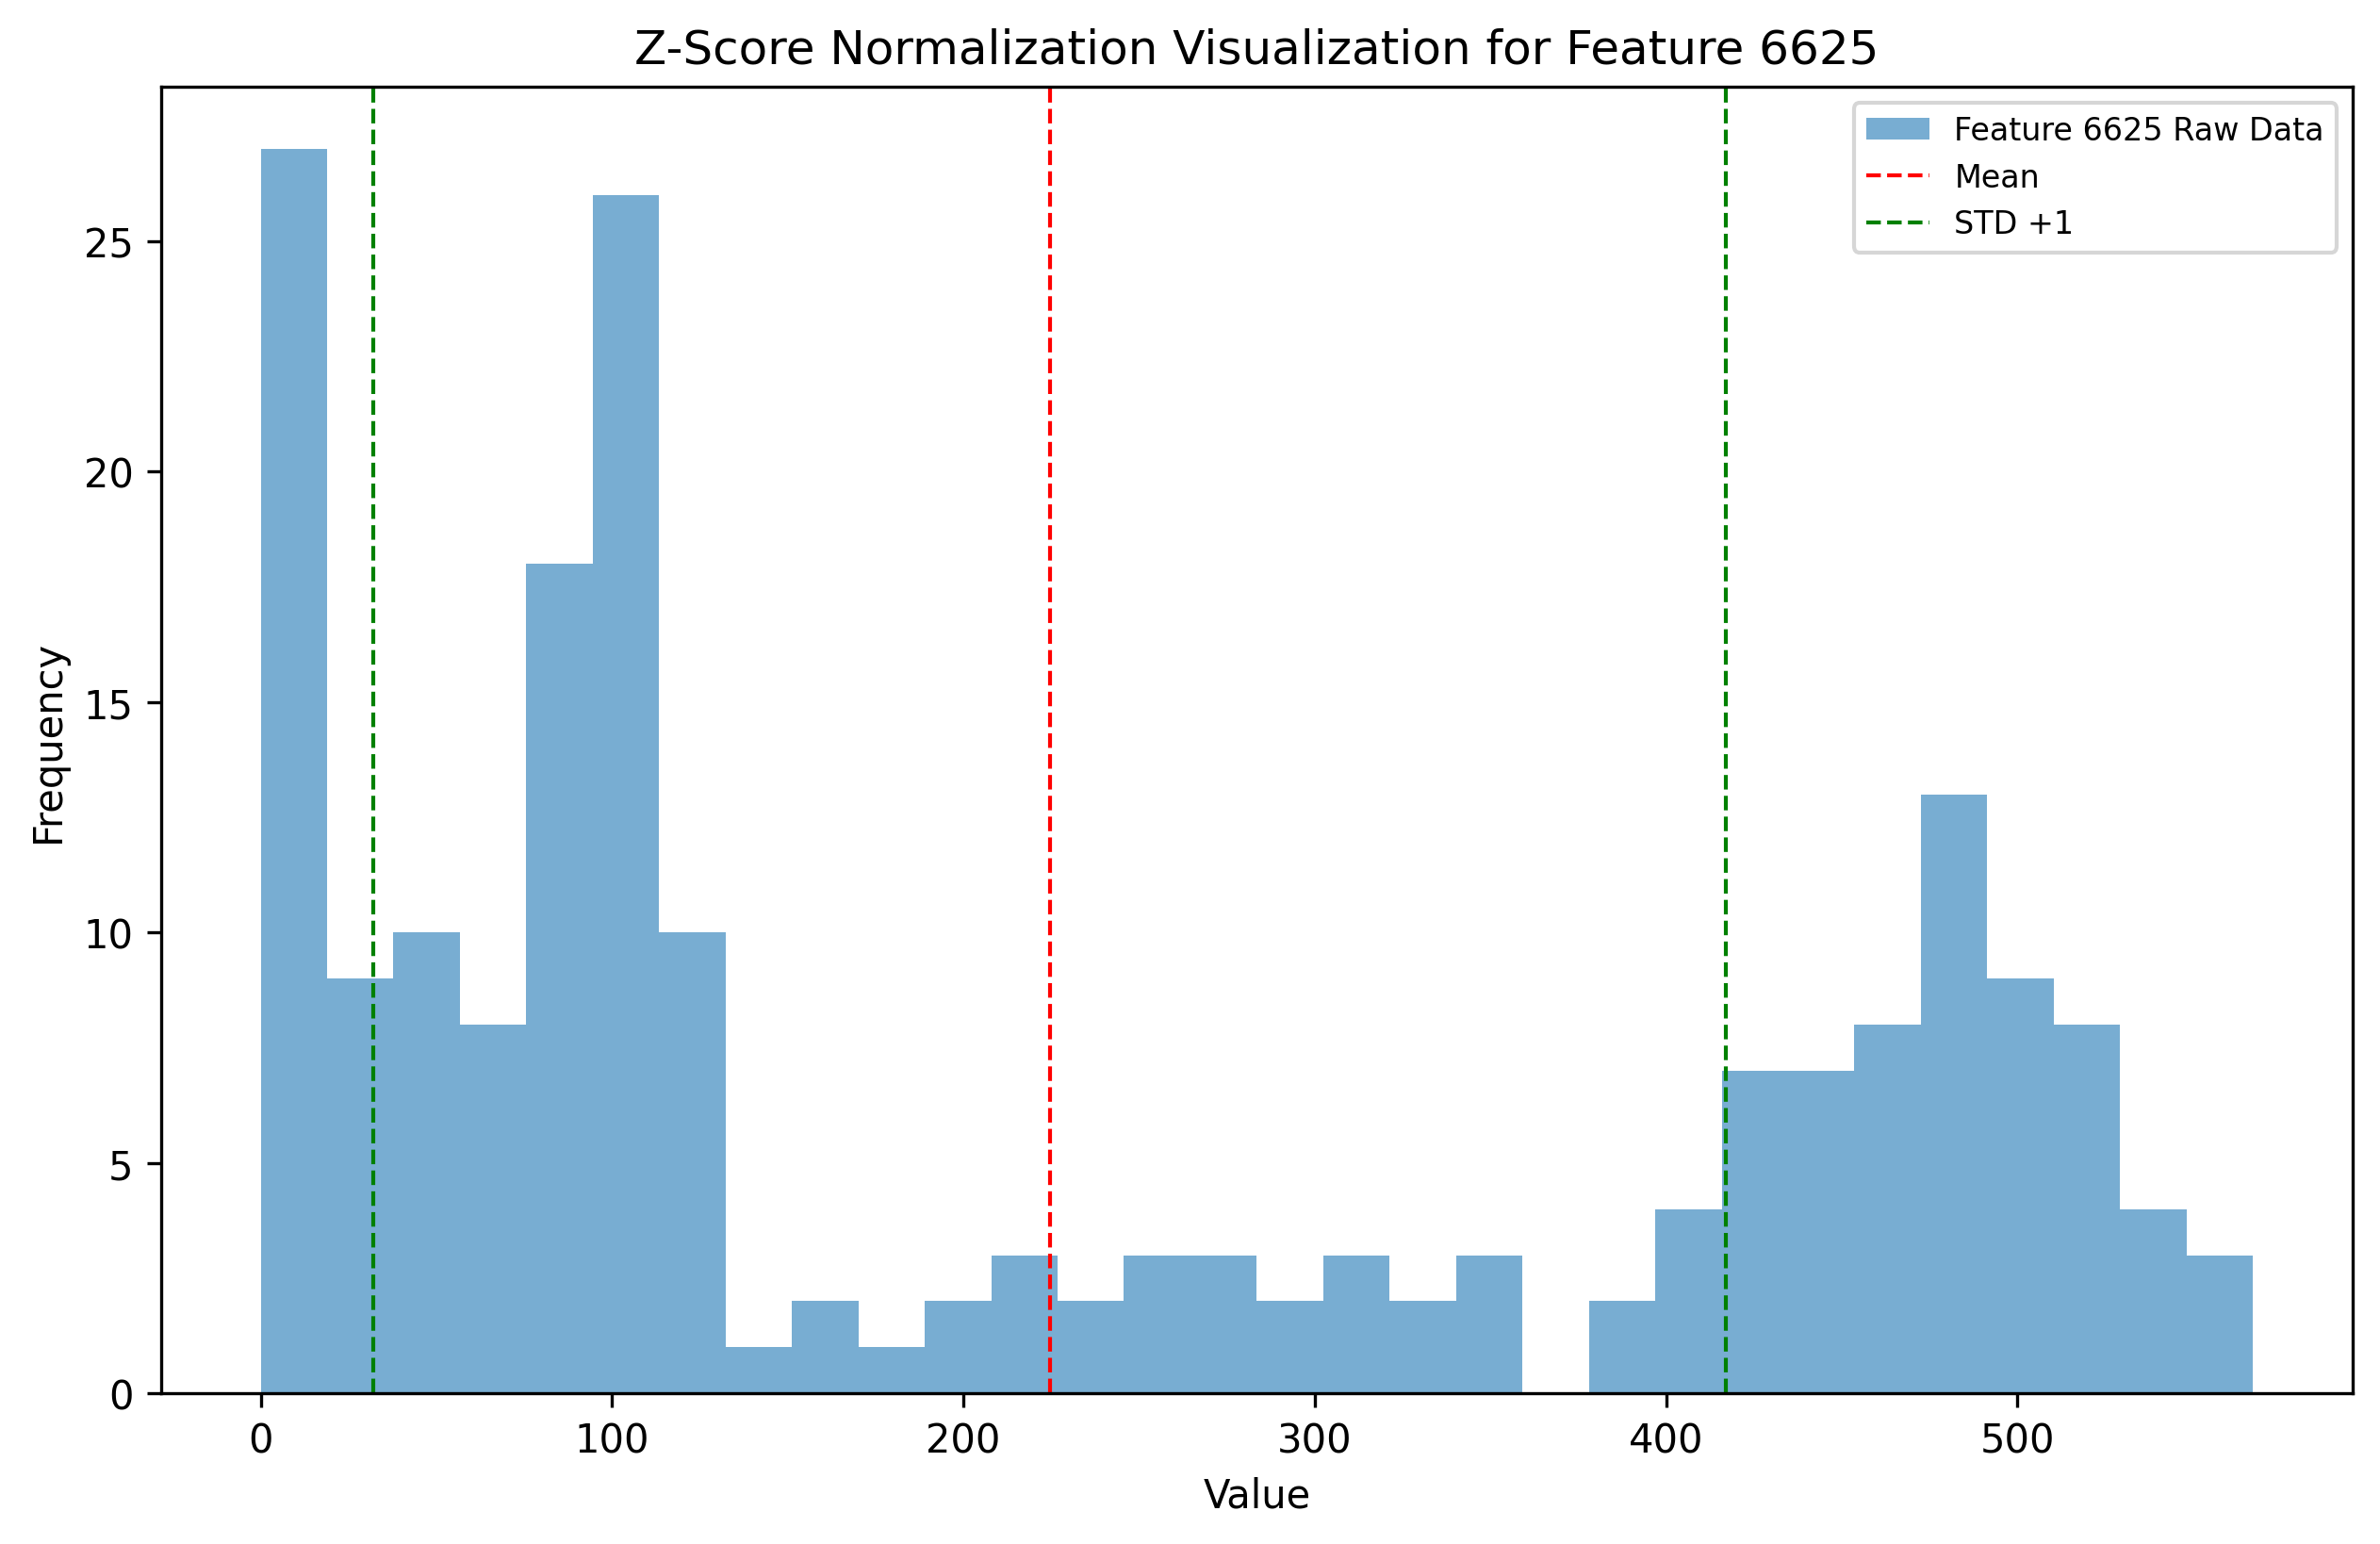 Z-Score Normalization Visualization for Feature 6625
Feature 6625 Raw Data
Mean
STD +1
25
20
15
10
5
0
Frequency
0 100 200 300 400 500
Value